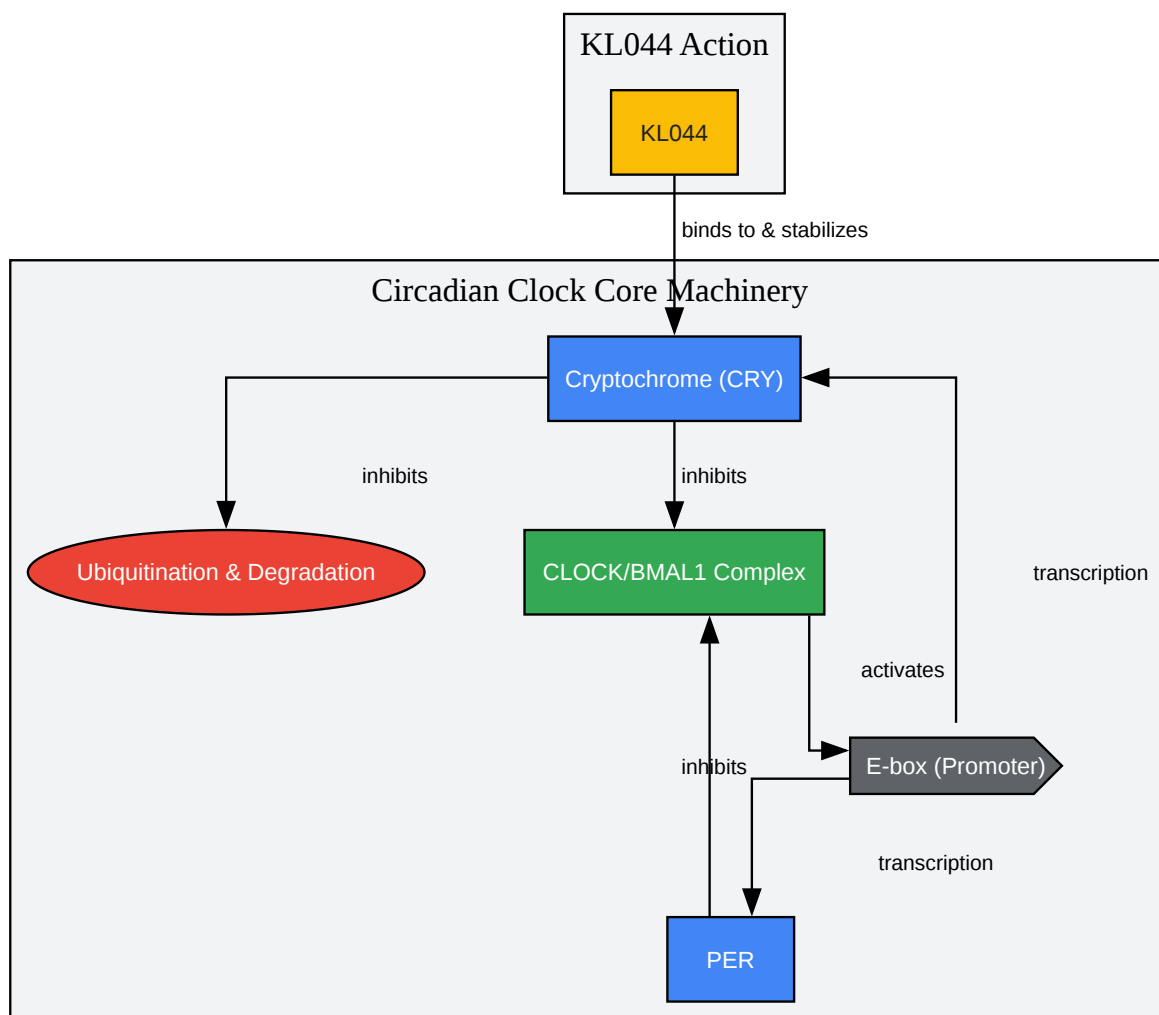 KL044 Action
KL044
binds to & stabilizes
Circadian Clock Core Machinery
Cryptochrome (CRY)
inhibits
inhibits
Ubiquitination & Degradation
CLOCK/BMAL1 Complex
transcription
activates
inhibits
E-box (Promoter)
transcription
PER